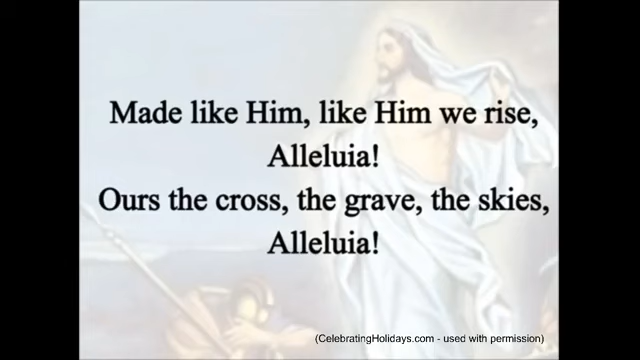 Made like Him, like Him we rise,
Alleluia!
Ours the cross, the grave, the skies,
Alleluia!
(CelebratingHolidays.com - used with permission)